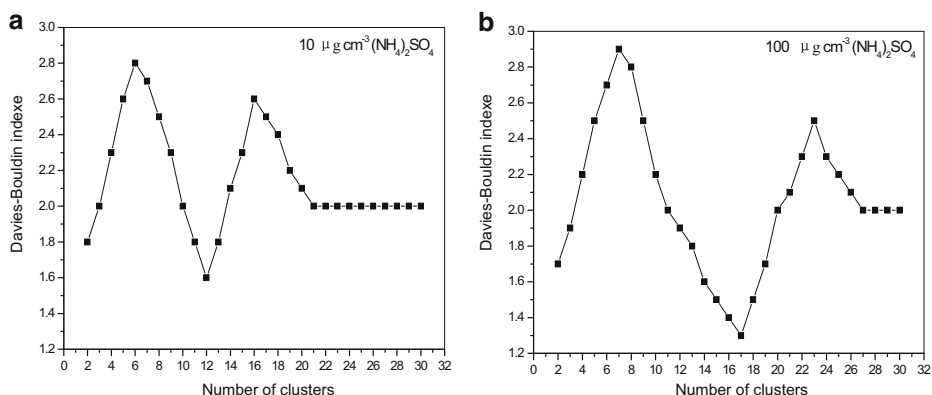 a
10 μg cm-3(NH4)2SO4
3.0
2.8
2.6
2.4
2.2
2.0
1.8
1.6
1.4
1.2
Davies-Bouldin indexe
0 2 4 6 8 10 12 14 16 18 20 22 24 26 28 30 32
Number of clusters
b
100 μg cm-3(NH4)2SO4
3.0
2.8
2.6
2.4
2.2
2.0
1.8
1.6
1.4
1.2
Davies-Bouldin indexe
0 2 4 6 8 10 12 14 16 18 20 22 24 26 28 30 32
Number of clusters